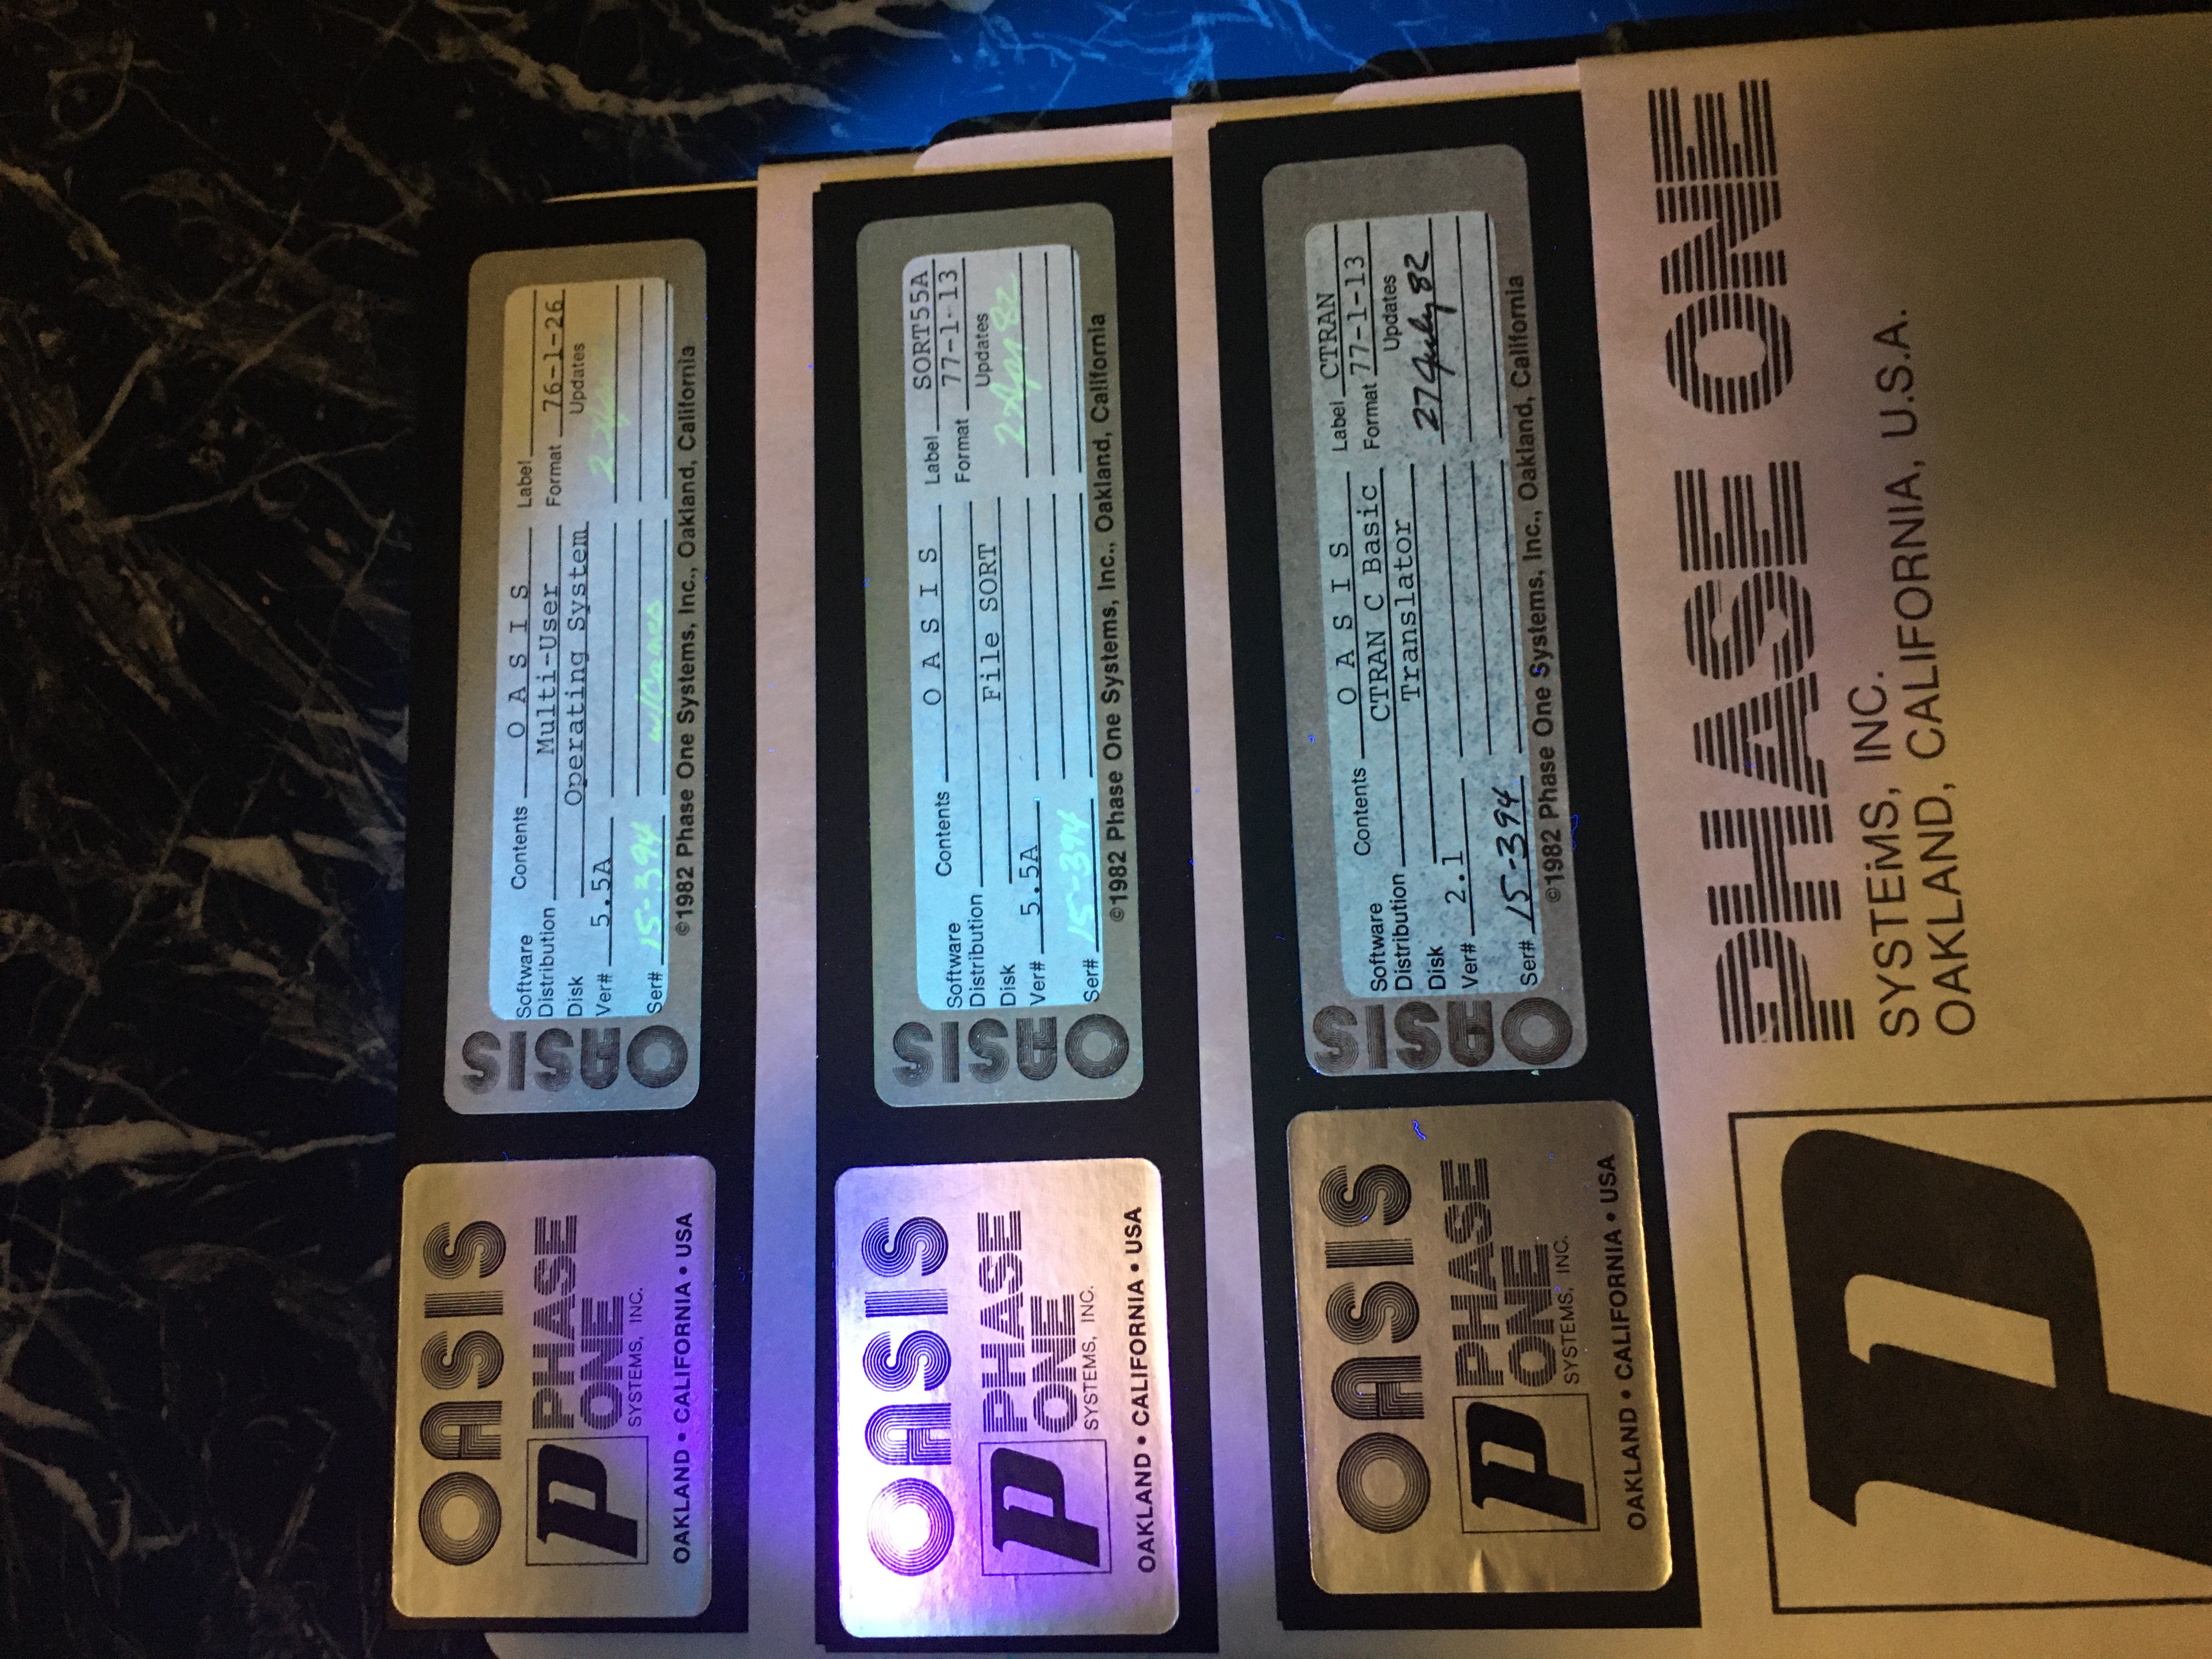 OASIS
P PHASE
ONE
SYSTEMS, INC.
OAKLAND • CALIFORNIA • USA
OASIS
Software Distribution Disk
Contents O A S I S
Multi-User
Operating System
Label
Format 76-1-26
Updates
Ver# 5.5A
Ser# 15-394
w/Cameo
©1982 Phase One Systems, Inc., Oakland, California
OASIS
P PHASE
ONE
SYSTEMS, INC.
OAKLAND • CALIFORNIA • USA
OASIS
Software Distribution Disk
Contents O A S I S
File SORT
Label SORT55A
Format 77-1-13
Updates
2 Apr 82
Ver# 5.5A
Ser# 15-394
©1982 Phase One Systems, Inc., Oakland, California
OASIS
P PHASE
ONE
SYSTEMS, INC.
OAKLAND • CALIFORNIA • USA
OASIS
Software Distribution Disk
Contents O A S I S
CTRAN C Basic
Translator
Label CTRAN
Format 77-1-13
Updates
27 July 82
Ver# 2.1
Ser# 15-394
©1982 Phase One Systems, Inc., Oakland, California
P PHASE ONE
SYSTEMS, INC.
OAKLAND, CALIFORNIA, U.S.A.